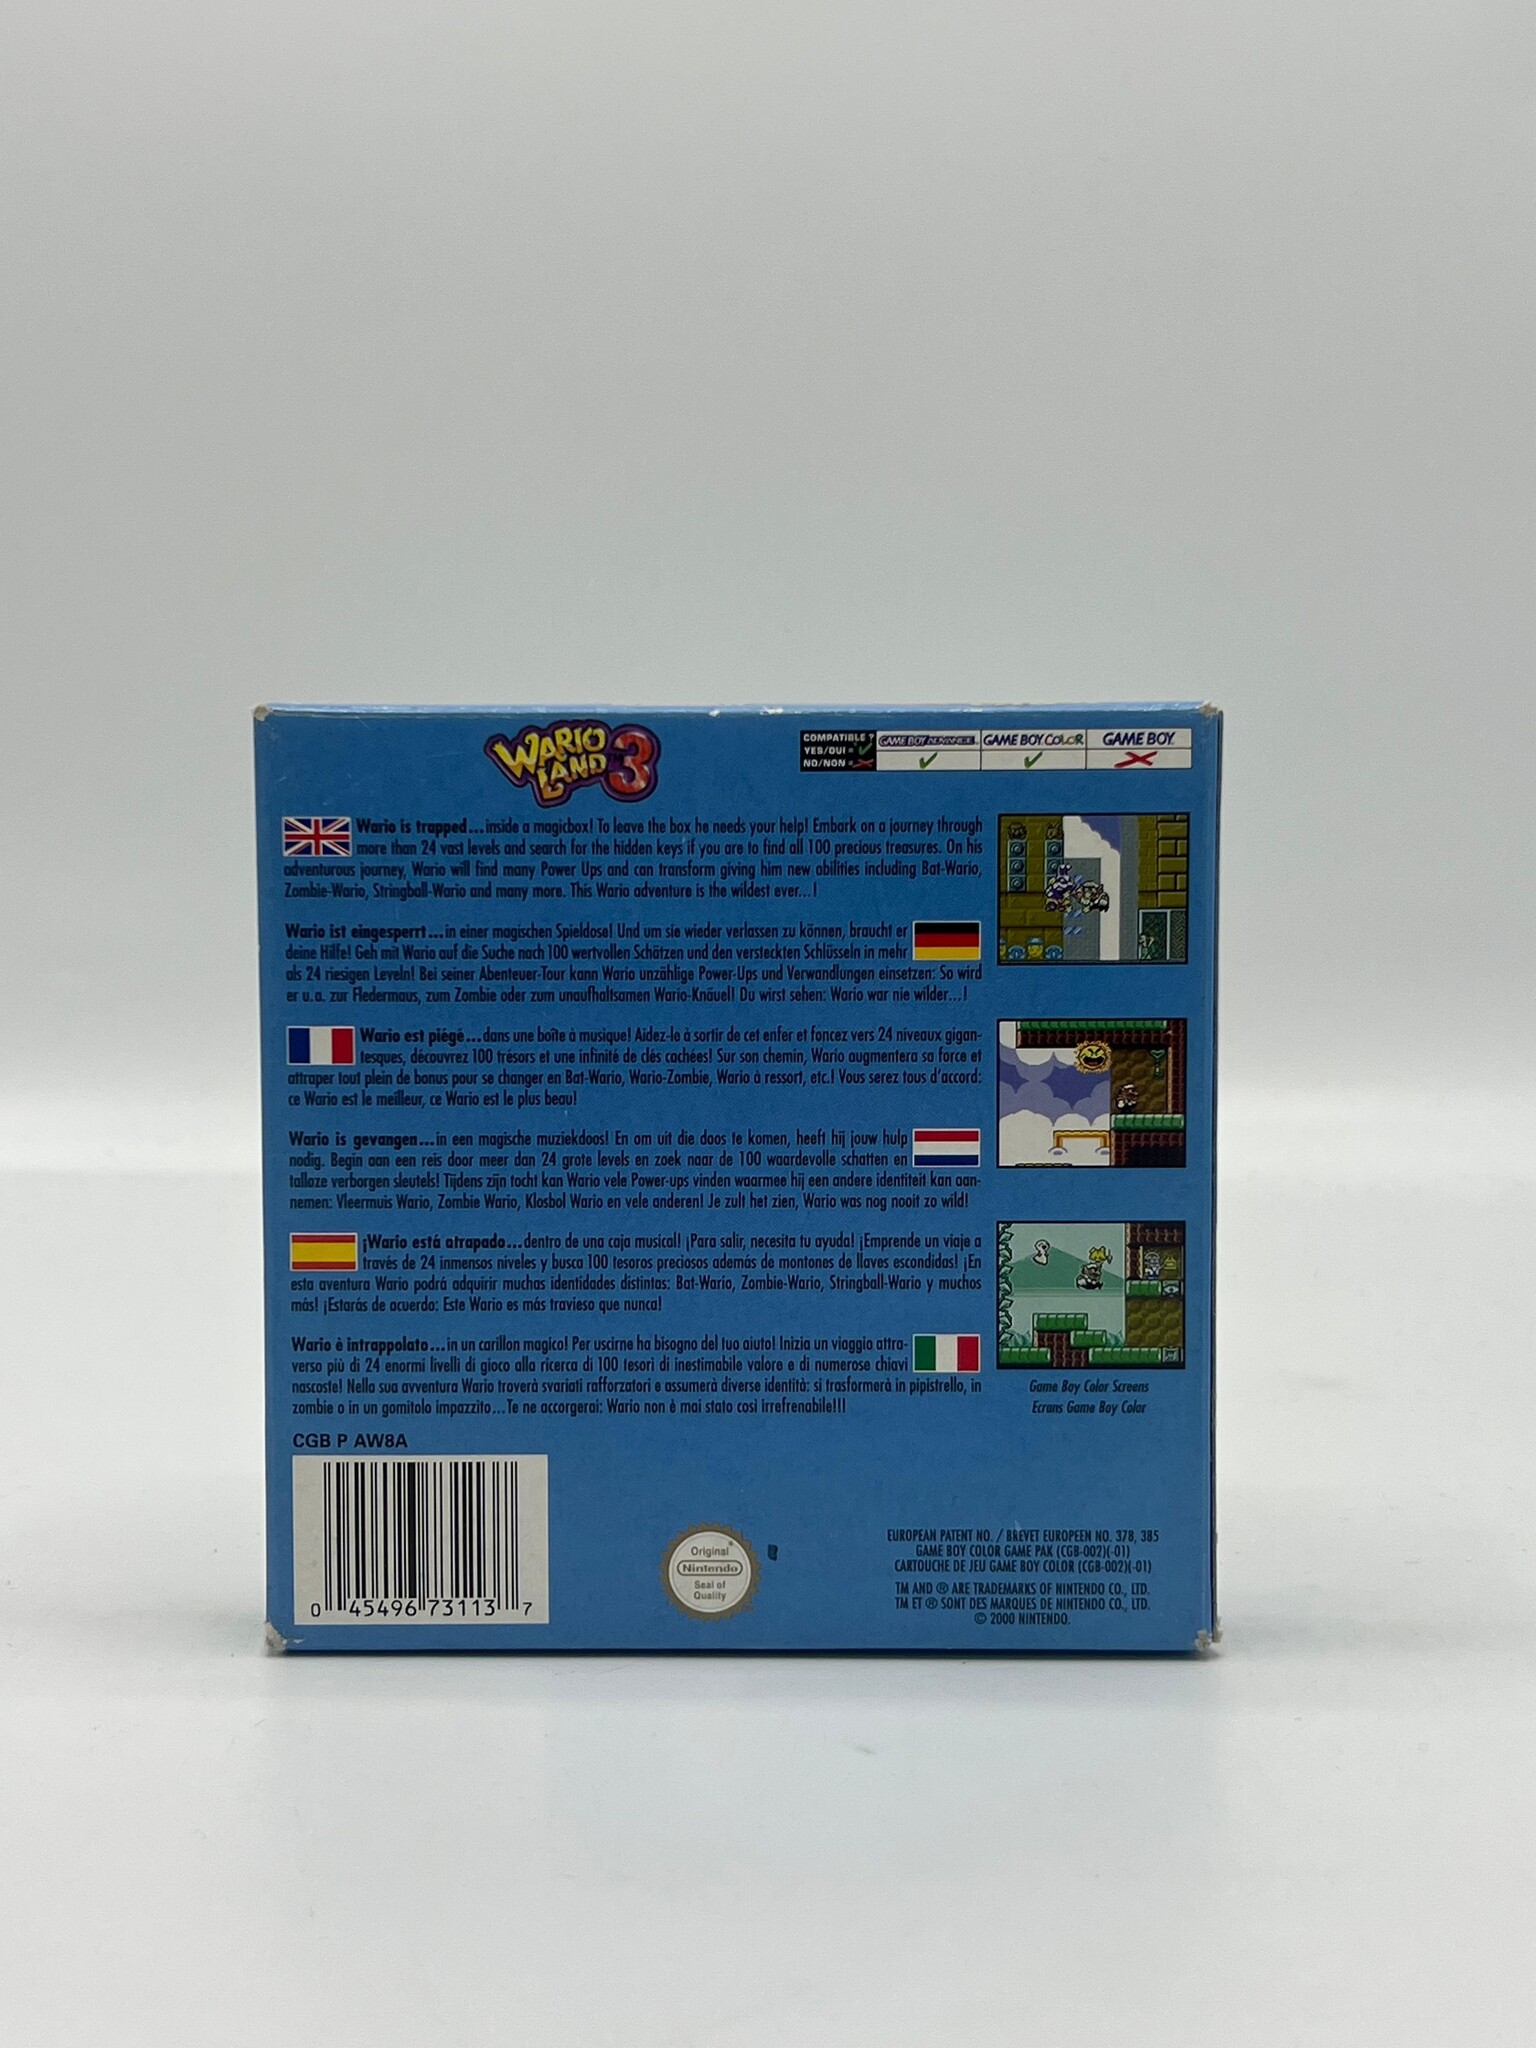 WARIO
LAND 3
COMPATIBLE ?
YES/OUI =
NO/NON =
GAME BOY ADVANCE
GAME BOY COLOR
GAME BOY
Wario is trapped...inside a magicbox! To leave the box he needs your help! Embark on a journey through
more than 24 vast levels and search for the hidden keys if you are to find all 100 precious treasures. On his
adventurous journey, Wario will find many Power Ups and can transform giving him new abilities including Bat-Wario,
Zombie-Wario, Stringball-Wario and many more. This Wario adventure is the wildest ever...!
Wario ist eingesperrt...in einer magischen Spieldose! Und um sie wieder verlassen zu können, braucht er
deine Hilfe! Geh mit Wario auf die Suche nach 100 wertvollen Schätzen und den versteckten Schlüsseln in mehr
als 24 riesigen Leveln! Bei seiner Abenteuer-Tour kann Wario unzählige Power-Ups und Verwandlungen einsetzen: So wird
er u.a. zur Fledermaus, zum Zombie oder zum unaufhaltsamen Wario-Knäuel! Du wirst sehen: Wario war nie wilder...!
Wario est piégé...dans une boîte à musique! Aidez-le à sortir de cet enfer et foncez vers 24 niveaux gigan-
tesques, découvrez 100 trésors et une infinité de clés cachées! Sur son chemin, Wario augmentera sa force et
attraper tout plein de bonus pour se changer en Bat-Wario, Wario-Zombie, Wario à ressort, etc.! Vous serez tous d'accord:
ce Wario est le meilleur, ce Wario est le plus beau!
Wario is gevangen...in een magische muziekdoos! En om uit die doos te komen, heeft hij jouw hulp
nodig. Begin aan een reis door meer dan 24 grote levels en zoek naar de 100 waardevolle schatten en
talloze verborgen sleutels! Tijdens zijn tocht kan Wario vele Power-ups vinden waarmee hij een andere identiteit kan aan-
nemen: Vleermuis Wario, Zombie Wario, Klosbol Wario en vele anderen! Je zult het zien, Wario was nog nooit zo wild!
¡Wario está atrapado...dentro de una caja musical! ¡Para salir, necesita tu ayuda! ¡Emprende un viaje a
través de 24 inmensos niveles y busca 100 tesoros preciosos además de montones de llaves escondidas! ¡En
esta aventura Wario podrá adquirir muchas identidades distintas: Bat-Wario, Zombie-Wario, Stringball-Wario y muchos
más! ¡Estarás de acuerdo: Este Wario es más travieso que nunca!
Wario è intrappolato...in un carillon magico! Per uscirne ha bisogno del tuo aiuto! Inizia un viaggio attra-
verso più di 24 enormi livelli di gioco alla ricerca di 100 tesori di inestimabile valore e di numerose chiavi
nascoste! Nella sua avventura Wario troverà svariati rafforzatori e assumerà diverse identità: si trasformerà in pipistrello, in
zombie o in un gomitolo impazzito...Te ne accorgerai: Wario non è mai stato così irrefrenabile!!!
Game Boy Color Screens
Ecrans Game Boy Color
CGB P AW8A
0 45496 73113 7
Original
Nintendo
Seal of
Quality
EUROPEAN PATENT NO. / BREVET EUROPEEN NO. 378, 385
GAME BOY COLOR GAME PAK (CGB-002)(-01)
CARTOUCHE DE JEU GAME BOY COLOR (CGB-002)(-01)
TM AND ® ARE TRADEMARKS OF NINTENDO CO., LTD.
TM ET ® SONT DES MARQUES DE NINTENDO CO., LTD.
© 2000 NINTENDO.